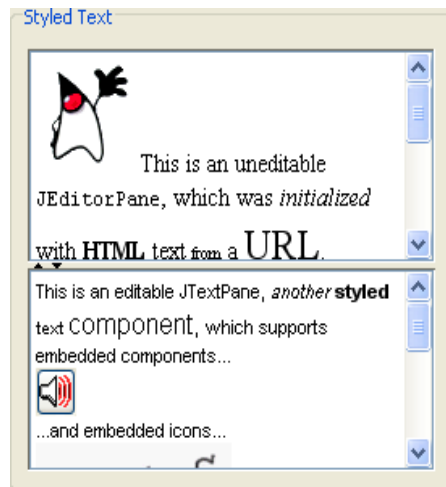 Styled Text
This is an uneditable
JEditorPane, which was initialized
with HTML text from a URL.
This is an editable JTextPane, another styled
text component, which supports
embedded components...
...and embedded icons...